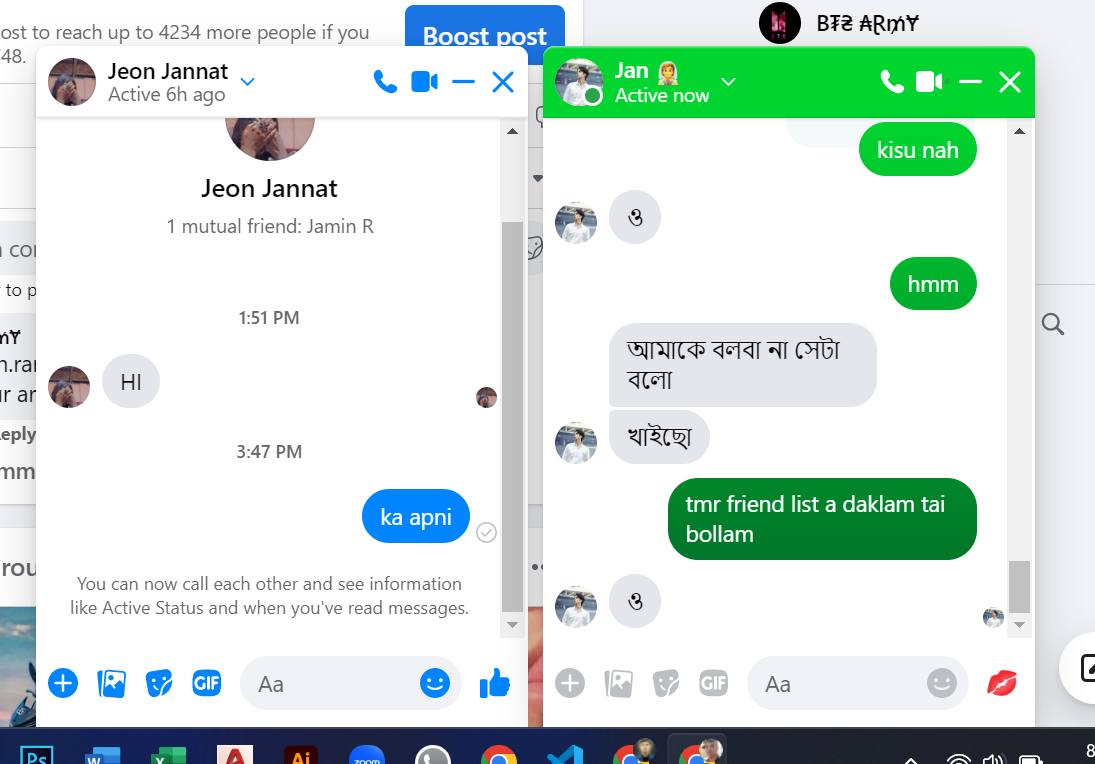 ost to reach up to 4234 more people if you
48.
Boost post
B₮₴ ₳Ɽ₥Ɏ
Jeon Jannat
Active 6h ago
Jeon Jannat
1 mutual friend: Jamin R
1:51 PM
HI
3:47 PM
ka apni
You can now call each other and see information
like Active Status and when you've read messages.
GIF
Aa
Jan 👰
Active now
kisu nah
ও
hmm
আমাকে বলবা না সেটা
বলো
খাইছো
tmr friend list a daklam tai
bollam
ও
GIF
Aa
to p
eply
mm
rou
Ps
W
X
A
Ai
zoom
8